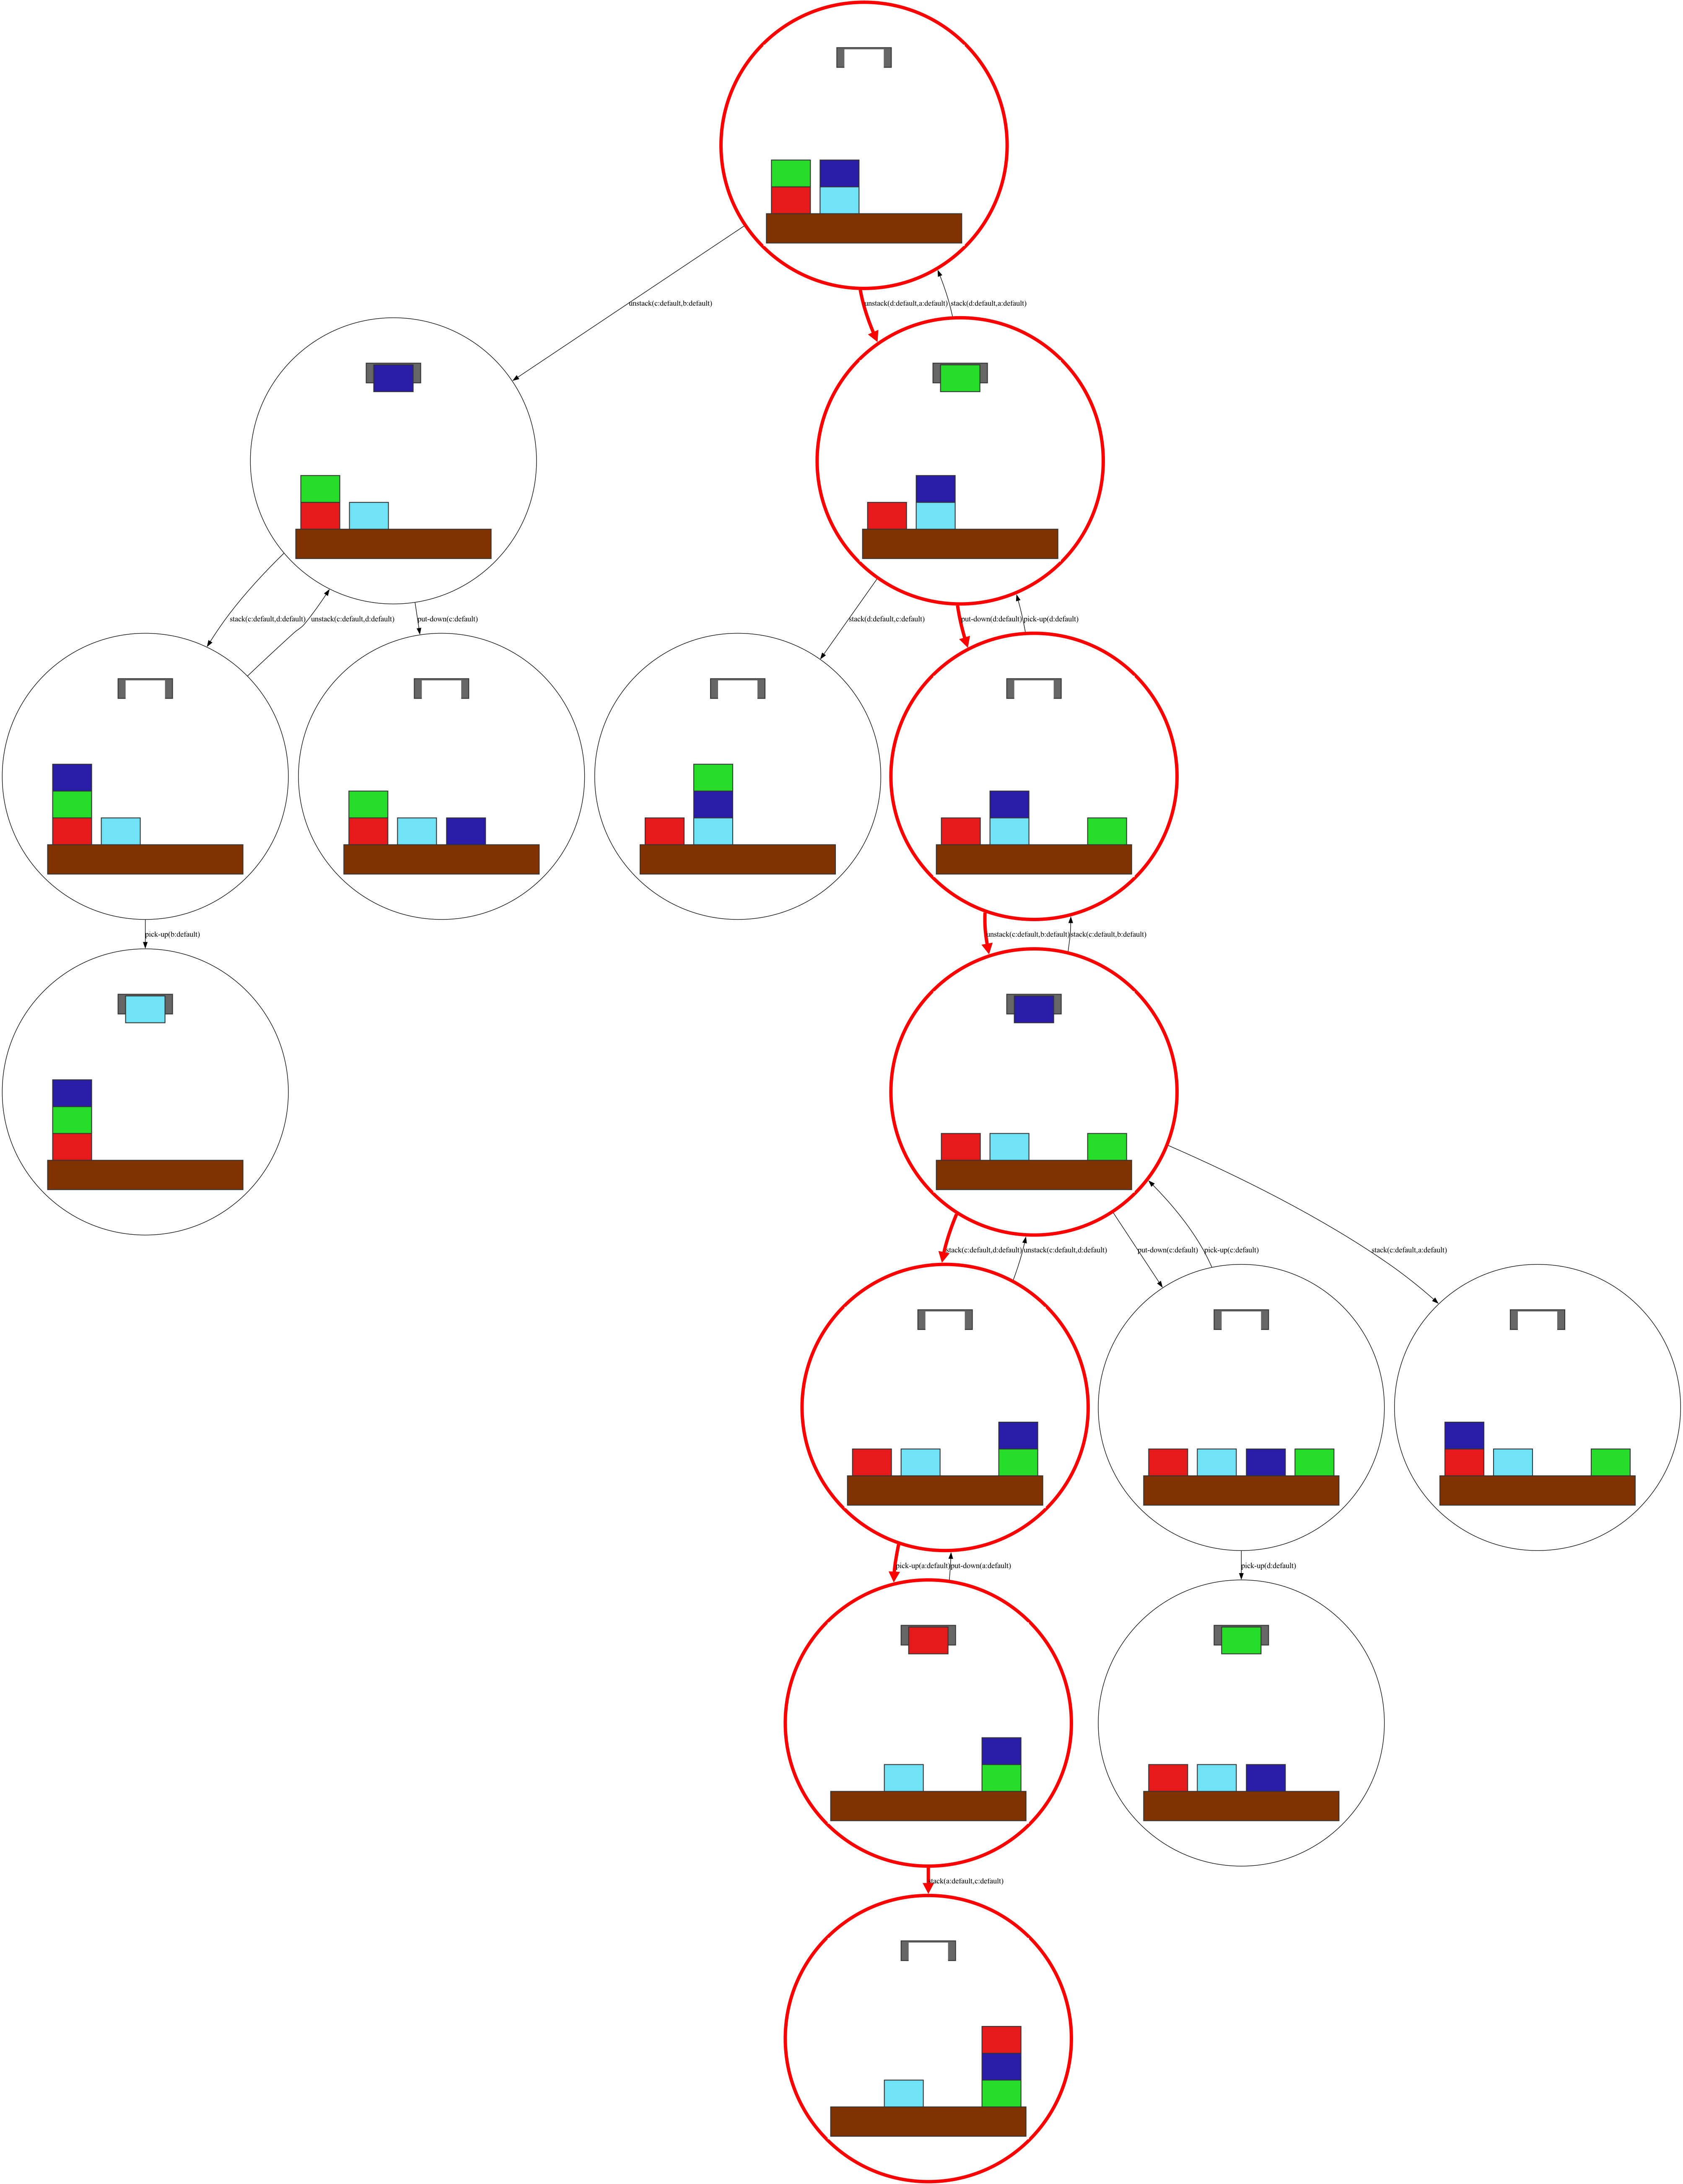 unstack(c:default,b:default)
unstack(d:default,a:default)
stack(d:default,a:default)
stack(c:default,d:default)
unstack(c:default,d:default)
put-down(c:default)
stack(d:default,c:default)
put-down(d:default)
pick-up(d:default)
pick-up(b:default)
unstack(c:default,b:default)
stack(c:default,b:default)
stack(c:default,d:default)
unstack(c:default,d:default)
put-down(c:default)
pick-up(c:default)
stack(c:default,a:default)
pick-up(a:default)
put-down(a:default)
pick-up(d:default)
stack(a:default,c:default)